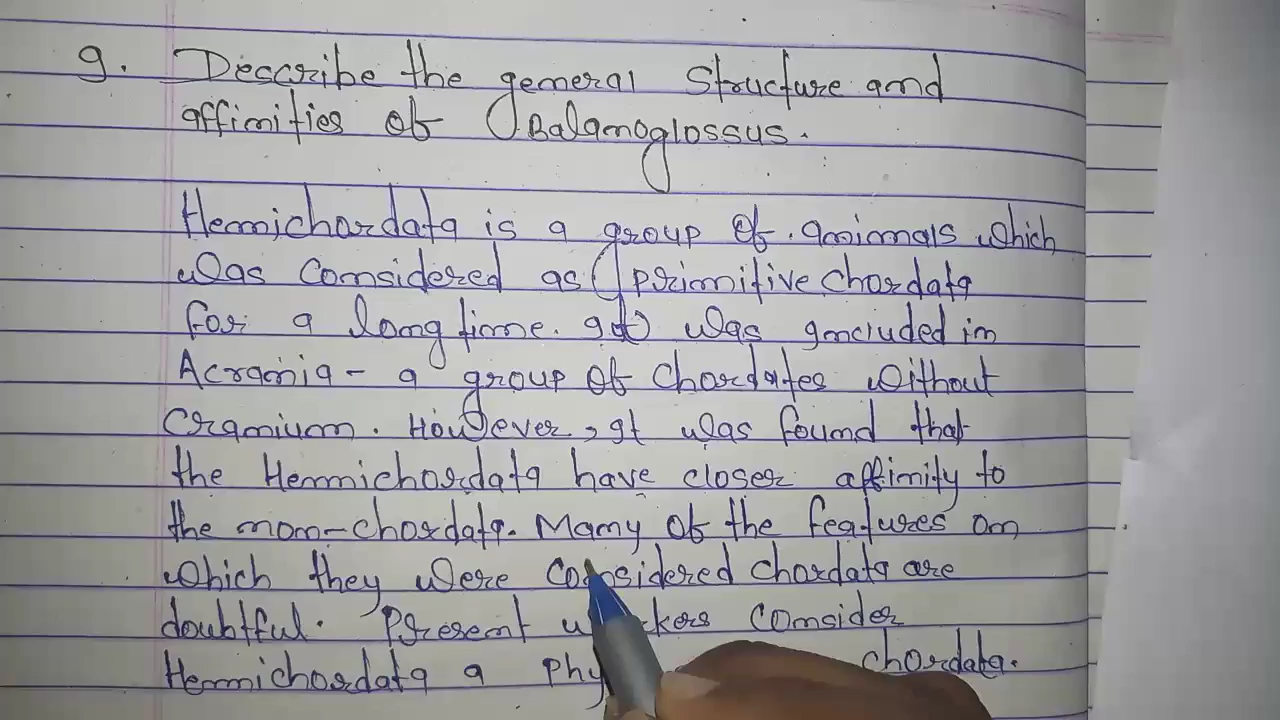 9. Describe the general Structure and
affinities of Balanoglossus.
Hemichordata is a group of animals which
was considered as primitive chordata
for a long time. It was included in
Acrania - a group of chordates without
Cranium. However, It was found that
the Hemichordata have closer affinity to
the non-chordata. Many of the features on
which they were considered chordata are
doubtful. Present consider
Hemichordata a chordata.